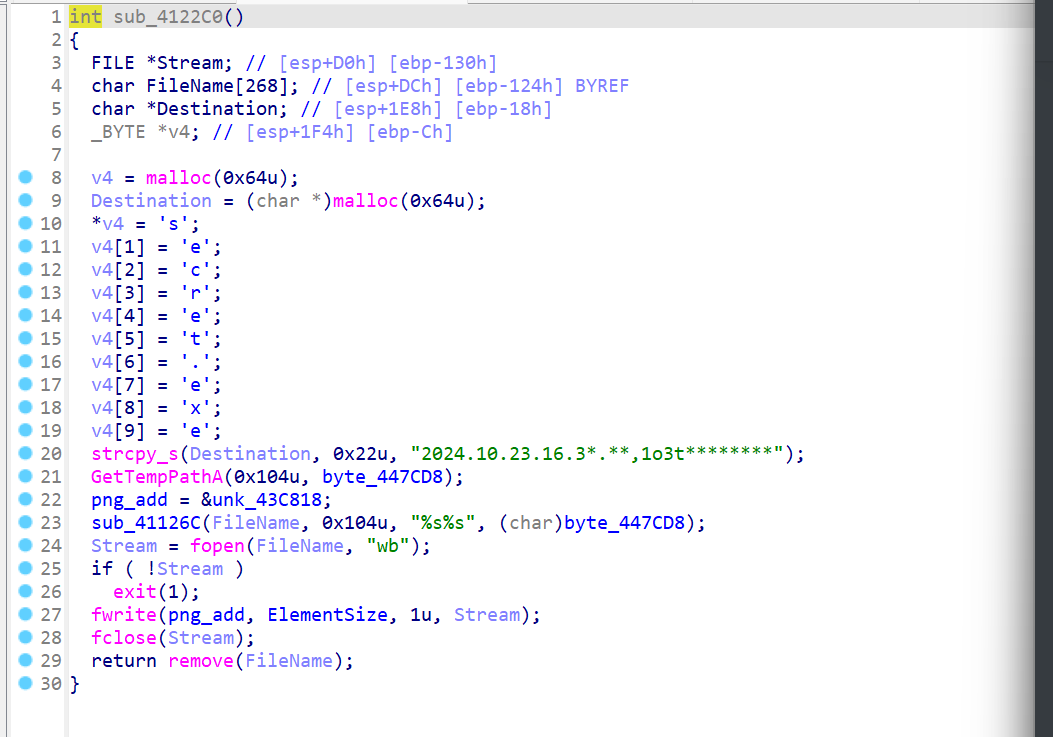 1 int sub_4122C0()
2 {
3 FILE *Stream; // [esp+D0h] [ebp-130h]
4 char FileName[268]; // [esp+DCh] [ebp-124h] BYREF
5 char *Destination; // [esp+1E8h] [ebp-18h]
6 _BYTE *v4; // [esp+1F4h] [ebp-Ch]
7
8 v4 = malloc(0x64u);
9 Destination = (char *)malloc(0x64u);
10 *v4 = 's';
11 v4[1] = 'e';
12 v4[2] = 'c';
13 v4[3] = 'r';
14 v4[4] = 'e';
15 v4[5] = 't';
16 v4[6] = '.';
17 v4[7] = 'e';
18 v4[8] = 'x';
19 v4[9] = 'e';
20 strcpy_s(Destination, 0x22u, "2024.10.23.16.3*.**,1o3t********");
21 GetTempPathA(0x104u, byte_447CD8);
22 png_add = &unk_43C818;
23 sub_41126C(FileName, 0x104u, "%s%s", (char)byte_447CD8);
24 Stream = fopen(FileName, "wb");
25 if ( !Stream )
26 exit(1);
27 fwrite(png_add, ElementSize, 1u, Stream);
28 fclose(Stream);
29 return remove(FileName);
30 }